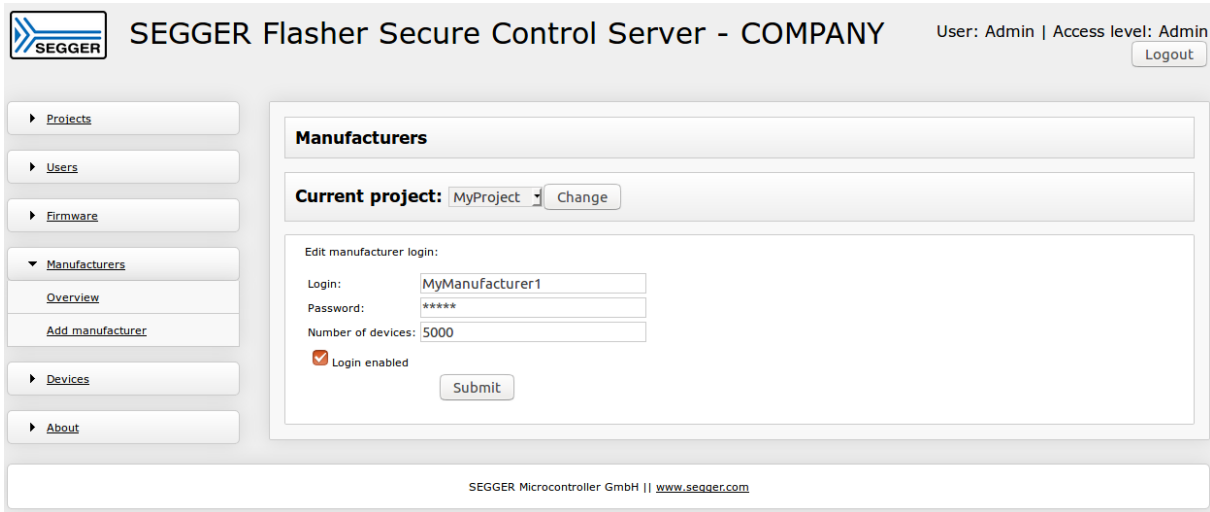 SEGGER
SEGGER Flasher Secure Control Server - COMPANY
User: Admin | Access level: Admin
Logout
Projects
Users
Firmware
Manufacturers
Overview
Add manufacturer
Devices
About
Manufacturers
Current project: MyProject Change
Edit manufacturer login:
Login: MyManufacturer1
Password: *****
Number of devices: 5000
Login enabled
Submit
SEGGER Microcontroller GmbH || www.segger.com